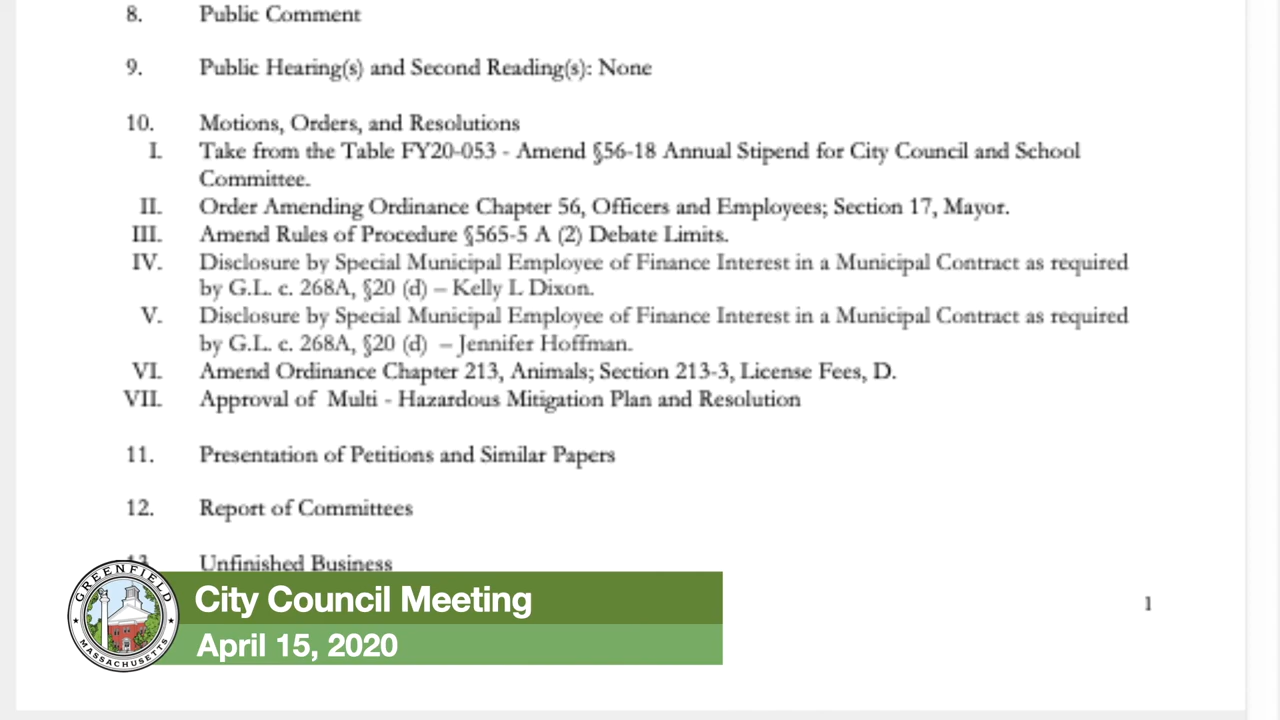 8. Public Comment
9. Public Hearing(s) and Second Reading(s): None
10. Motions, Orders, and Resolutions
I. Take from the Table FY20-053 - Amend §56-18 Annual Stipend for City Council and School
Committee.
II. Order Amending Ordinance Chapter 56, Officers and Employees; Section 17, Mayor.
III. Amend Rules of Procedure §565-5 A (2) Debate Limits.
IV. Disclosure by Special Municipal Employee of Finance Interest in a Municipal Contract as required
by G.L. c. 268A, §20 (d) – Kelly L Dixon.
V. Disclosure by Special Municipal Employee of Finance Interest in a Municipal Contract as required
by G.L. c. 268A, §20 (d) – Jennifer Hoffman.
VI. Amend Ordinance Chapter 213, Animals; Section 213-3, License Fees, D.
VII. Approval of Multi - Hazardous Mitigation Plan and Resolution
11. Presentation of Petitions and Similar Papers
12. Report of Committees
13. Unfinished Business
1
GREENFIELD
MASSACHUSETTS
City Council Meeting
April 15, 2020